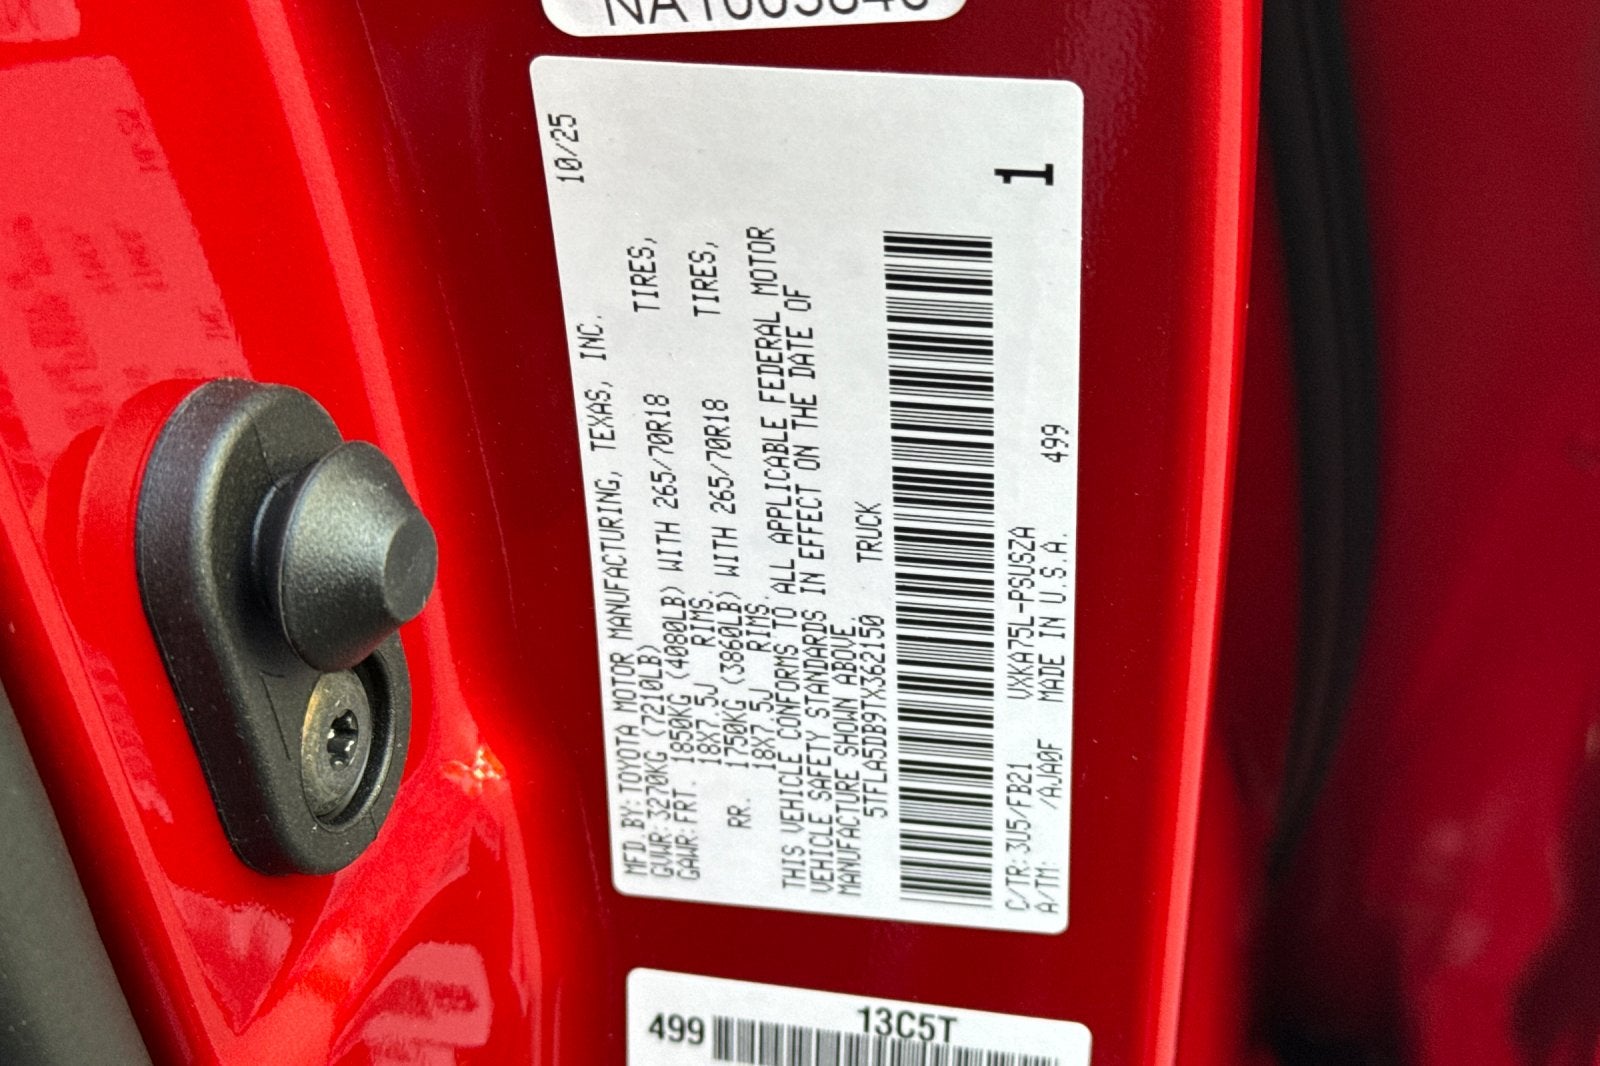 10/25
MFD.BY:TOYOTA MOTOR MANUFACTURING, TEXAS, INC.
GVWR:3270KG (7210LB)
GAWR:FRT. 1850KG (4080LB) WITH 265/70R18 TIRES,
18X7.5J RIMS.
RR. 1750KG (3860LB) WITH 265/70R18 TIRES,
18X7.5J RIMS.
THIS VEHICLE CONFORMS TO ALL APPLICABLE FEDERAL MOTOR
VEHICLE SAFETY STANDARDS IN EFFECT ON THE DATE OF
MANUFACTURE SHOWN ABOVE.
5TFLA5DB9TX362150 TRUCK
1
C/TR:3U5/FB21 VXKA75L-PSUSZA
A/TM: /AJA0F MADE IN U.S.A. 499
499 13C5T